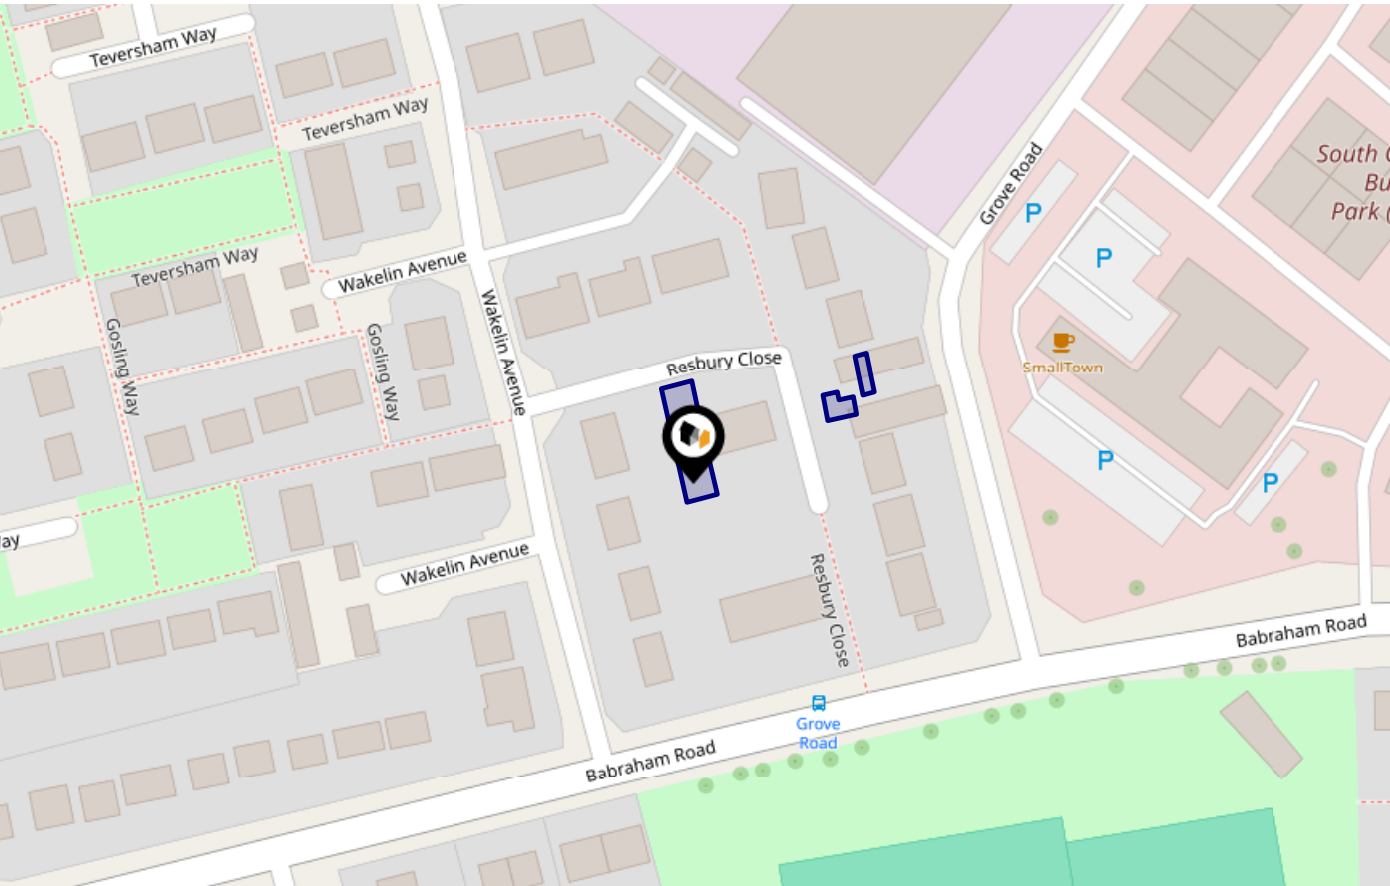 Teversham Way
Teversham Way
Grove Road
South
Bu
Park (
P
Teversham Way
P
Wakelin Avenue
Wakelin Avenue
Gosling Way
Gosling Way
SmallTown
Resbury Close
P
P
ay
Wakelin Avenue
Resbury Close
Babraham Road
Grove
Road
Babraham Road